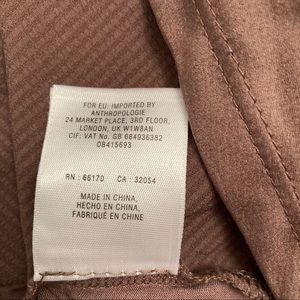 FOR EU: IMPORTED BY
ANTHROPOLOGIE
24 MARKET PLACE, 3RD FLOOR,
LONDON, UK W1W8AN
CIF: VAT No. GB 684936382
OB415693
RN : 66170 CA : 32054
MADE IN CHINA,
HECHO EN CHINA,
FABRIQUÉ EN CHINE